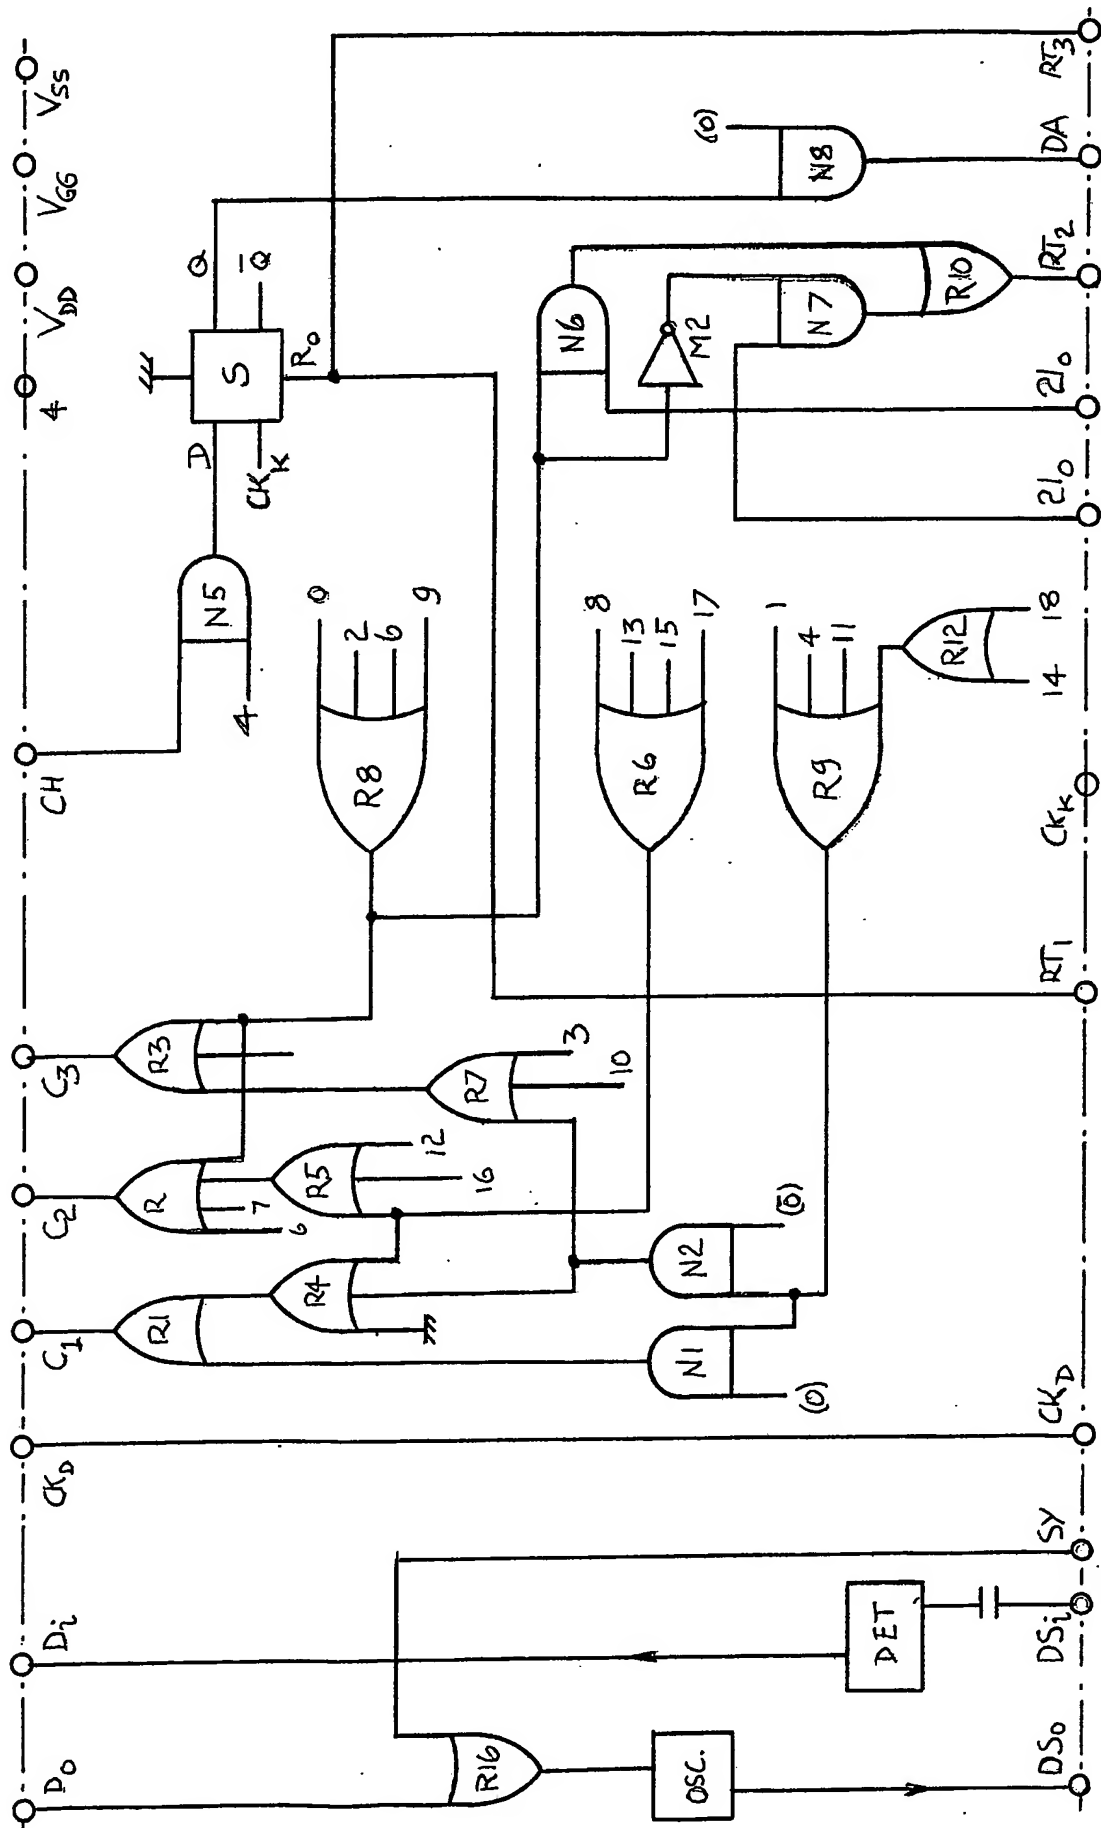 D₀
Dᵢ
CK_D
C₁
C₂
C₃
CH
4
V_DD
V_GG
V_SS
R1
R
R3
7
6
R4
R5
12
16
R7
3
10
N1
N2
(0)
(0̄)
R8
0
2
6
9
R6
8
13
15
17
R9
1
4
11
R12
14
18
N5
4
D
CK_K
S
Q
Q̄
R₀
N6
M2
N7
R10
N8
(0)
R16
OSC.
DET
DS₀
DSᵢ
SY
CK_D
RT₁
CK_K
21₀
21₀
RT₂
DA
RT₃